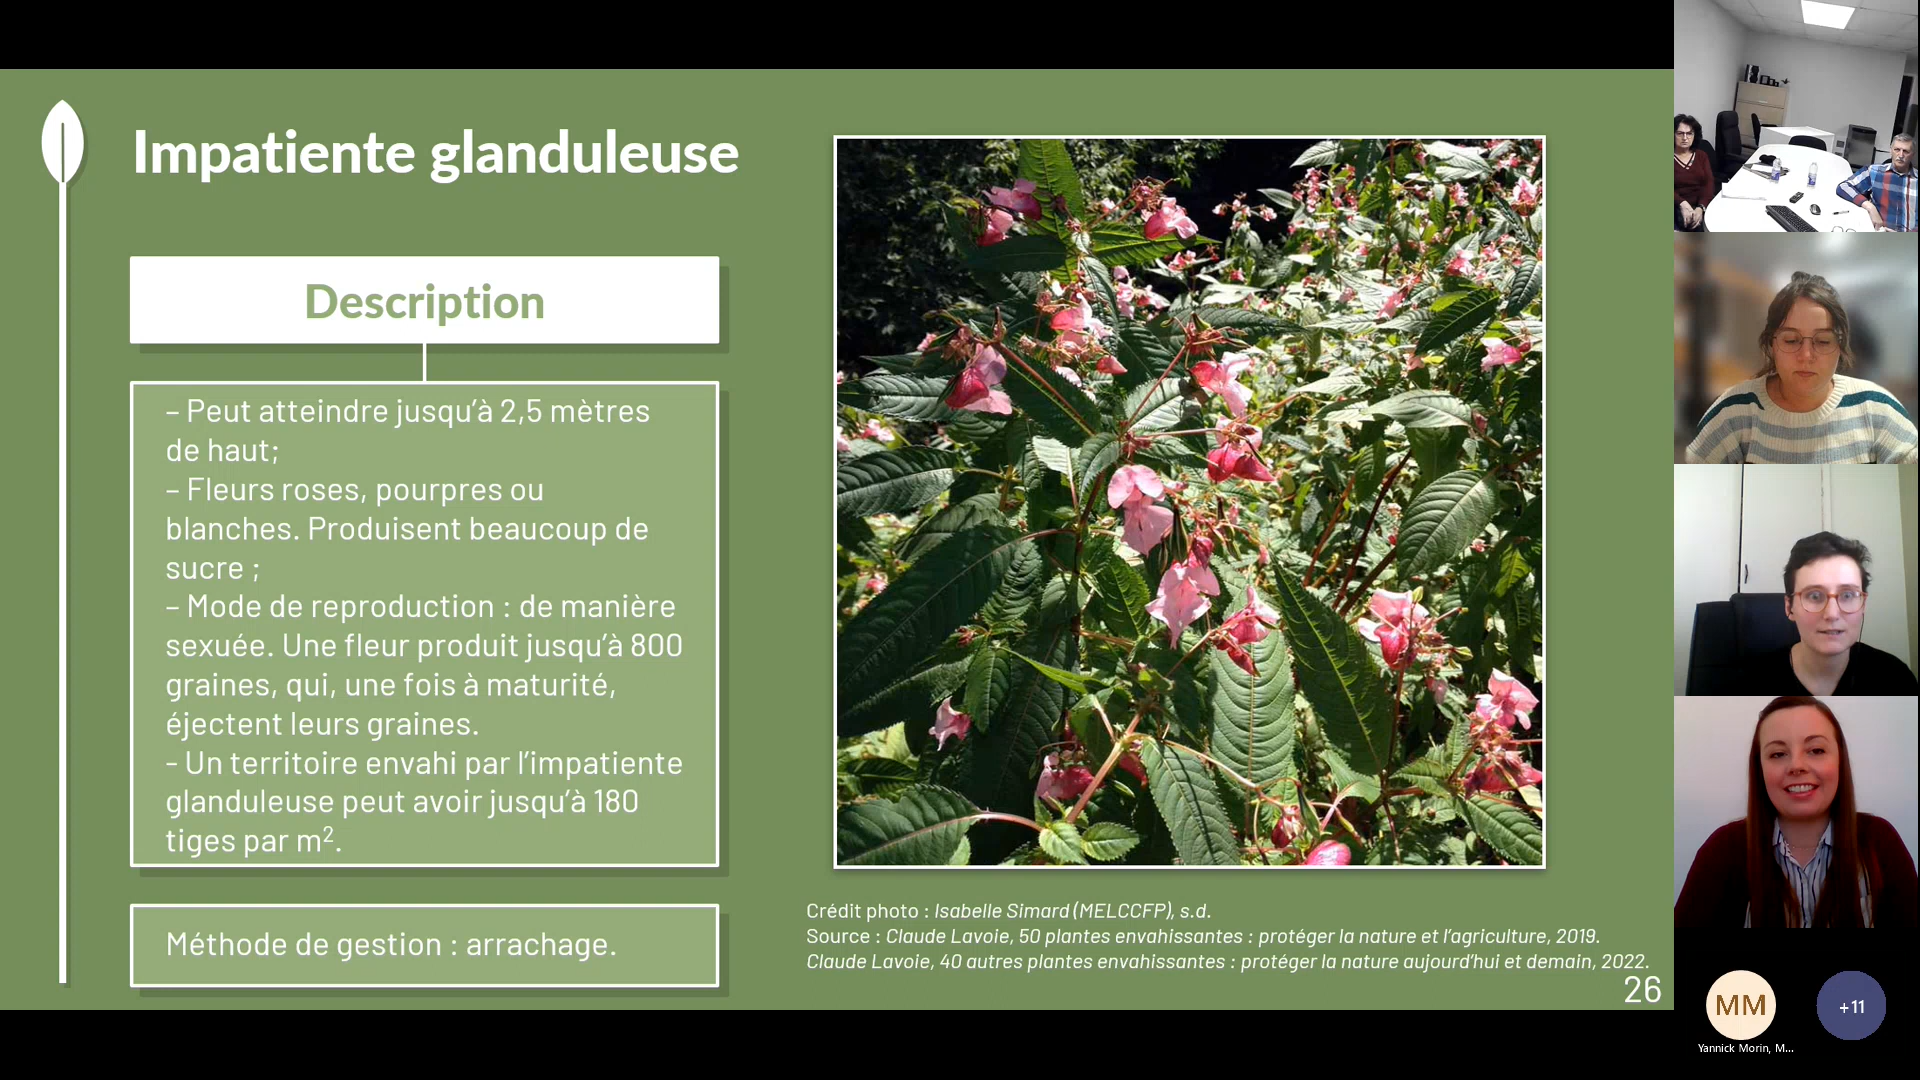 Impatiente glanduleuse
Description
– Peut atteindre jusqu’à 2,5 mètres
de haut;
– Fleurs roses, pourpres ou
blanches. Produisent beaucoup de
sucre ;
– Mode de reproduction : de manière
sexuée. Une fleur produit jusqu’à 800
graines, qui, une fois à maturité,
éjectent leurs graines.
- Un territoire envahi par l’impatiente
glanduleuse peut avoir jusqu’à 180
tiges par m².
Méthode de gestion : arrachage.
Crédit photo : Isabelle Simard (MELCCFP), s.d.
Source : Claude Lavoie, 50 plantes envahissantes : protéger la nature et l’agriculture, 2019.
Claude Lavoie, 40 autres plantes envahissantes : protéger la nature aujourd’hui et demain, 2022.
26
MM
+11
Yannick Morin, M...